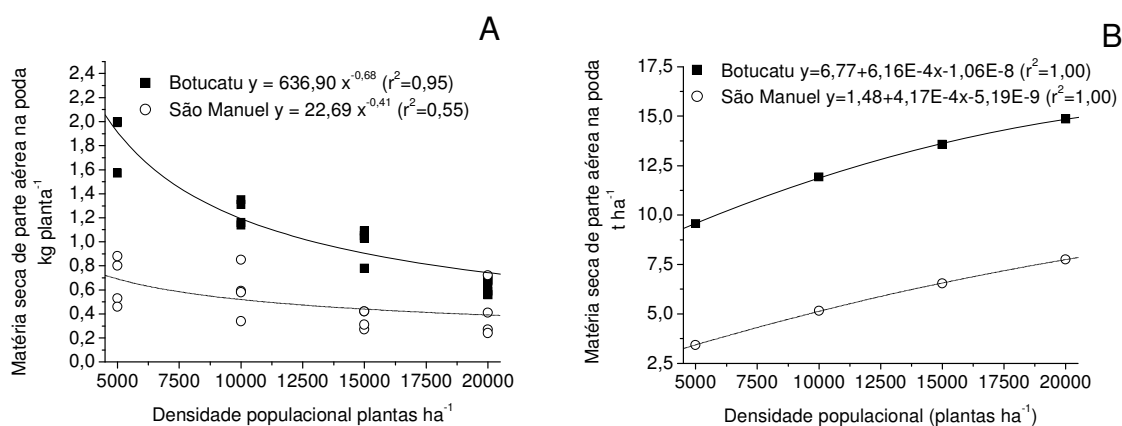 A
Matéria seca de parte aérea na poda
kg planta⁻¹
2,4
2,2
2,0
1,8
1,6
1,4
1,2
1,0
0,8
0,6
0,4
0,2
0,0
Botucatu y = 636,90 x⁻⁰,⁶⁸ (r²=0,95)
São Manuel y = 22,69 x⁻⁰,⁴¹ (r²=0,55)
5000 7500 10000 12500 15000 17500 20000
Densidade populacional plantas ha⁻¹
B
Matéria seca de parte aérea na poda
t ha⁻¹
17,5
15,0
12,5
10,0
7,5
5,0
2,5
Botucatu y=6,77+6,16E-4x-1,06E-8 (r²=1,00)
São Manuel y=1,48+4,17E-4x-5,19E-9 (r²=1,00)
5000 7500 10000 12500 15000 17500 20000
Densidade populacional (plantas ha⁻¹)